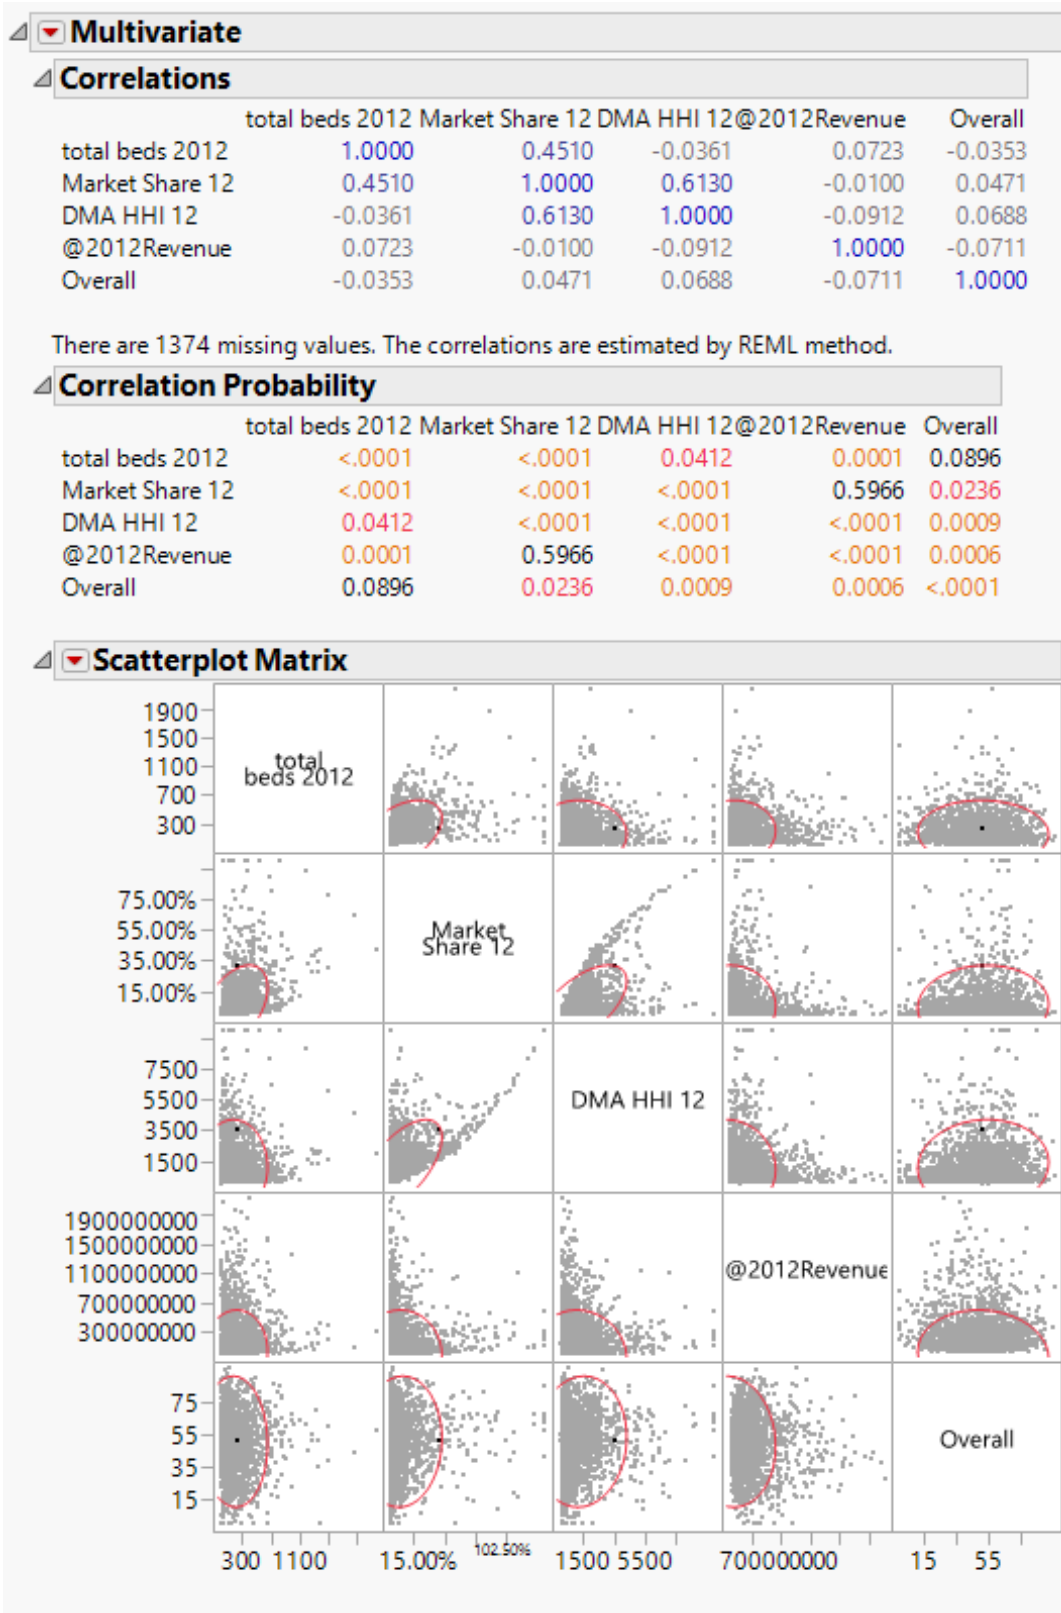 Multivariate
Correlations
total beds 2012 Market Share 12 DMA HHI 12 @2012Revenue Overall
total beds 2012 1.0000 0.4510 -0.0361 0.0723 -0.0353
Market Share 12 0.4510 1.0000 0.6130 -0.0100 0.0471
DMA HHI 12 -0.0361 0.6130 1.0000 -0.0912 0.0688
@2012Revenue 0.0723 -0.0100 -0.0912 1.0000 -0.0711
Overall -0.0353 0.0471 0.0688 -0.0711 1.0000
There are 1374 missing values. The correlations are estimated by REML method.
Correlation Probability
total beds 2012 Market Share 12 DMA HHI 12 @2012Revenue Overall
total beds 2012 <.0001 <.0001 0.0412 0.0001 0.0896
Market Share 12 <.0001 <.0001 <.0001 0.5966 0.0236
DMA HHI 12 0.0412 <.0001 <.0001 <.0001 0.0009
@2012Revenue 0.0001 0.5966 <.0001 <.0001 0.0006
Overall 0.0896 0.0236 0.0009 0.0006 <.0001
Scatterplot Matrix
1900
1500
1100
700
300
total
beds 2012
75.00%
55.00%
35.00%
15.00%
Market
Share 12
7500
5500
3500
1500
DMA HHI 12
1900000000
1500000000
1100000000
700000000
300000000
@2012Revenue
75
55
35
15
Overall
300 1100 15.00% 102.50% 1500 5500 700000000 15 55